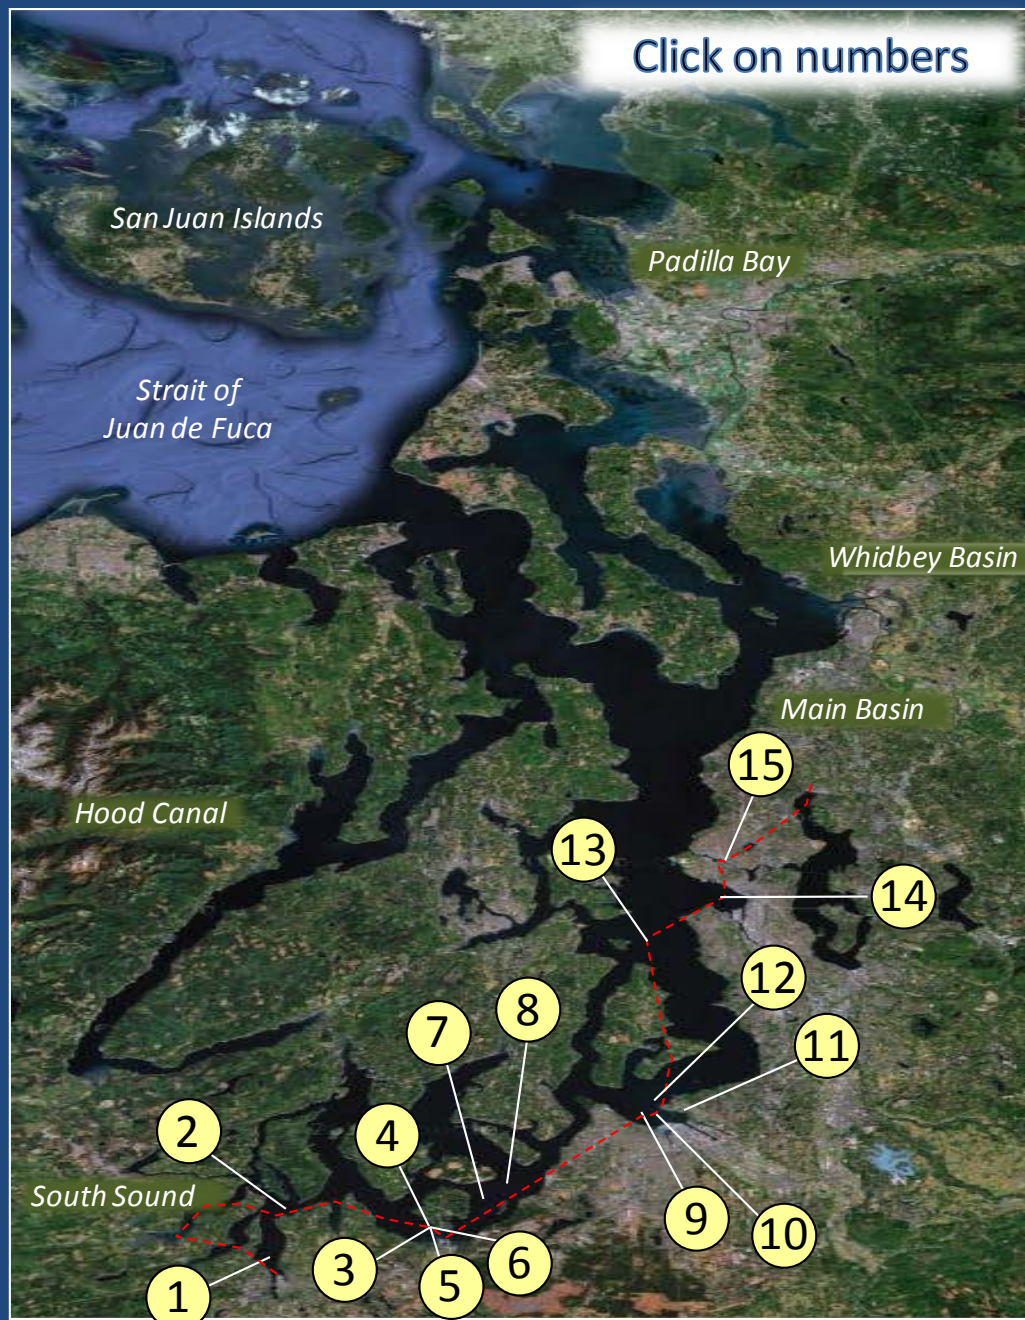 Click on numbers
San Juan Islands
Padilla Bay
Strait of
Juan de Fuca
Whidbey Basin
Main Basin
15
Hood Canal
13
14
12
8
7
11
2
4
South Sound
9
10
6
3
5
1